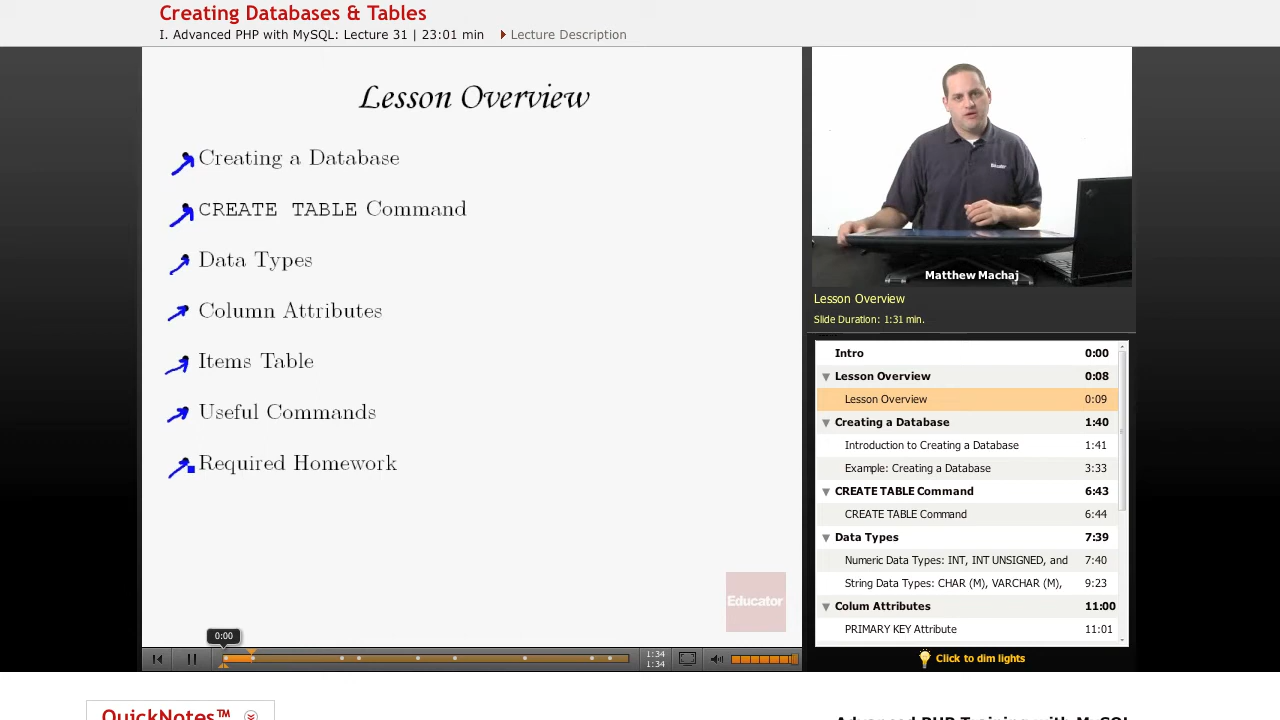 Creating Databases & Tables
I. Advanced PHP with MySQL: Lecture 31 | 23:01 min
Lecture Description
Lesson Overview
Creating a Database
CREATE TABLE Command
Data Types
Column Attributes
Items Table
Useful Commands
Required Homework
Educator
Matthew Machaj
Lesson Overview
Slide Duration: 1:31 min.
Intro 0:00
Lesson Overview 0:08
Lesson Overview 0:09
Creating a Database 1:40
Introduction to Creating a Database 1:41
Example: Creating a Database 3:33
CREATE TABLE Command 6:43
CREATE TABLE Command 6:44
Data Types 7:39
Numeric Data Types: INT, INT UNSIGNED, and 7:40
String Data Types: CHAR (M), VARCHAR (M), 9:23
Colum Attributes 11:00
PRIMARY KEY Attribute 11:01
0:00
1:34
1:34
Click to dim lights
QuickNotes™
Advanced PHP Training with MySQL